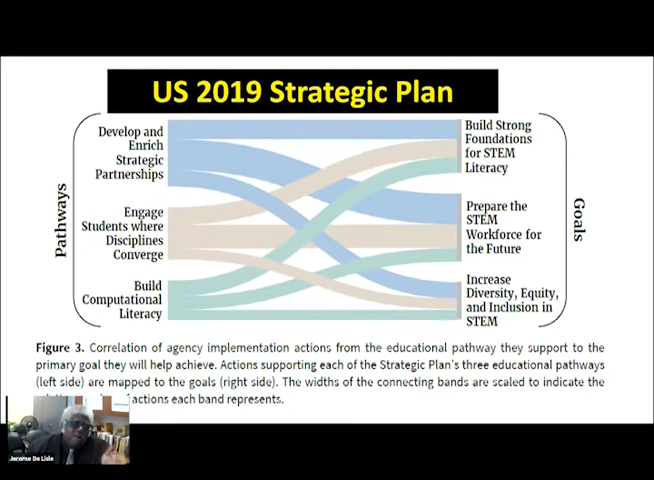 US 2019 Strategic Plan
Pathways
Develop and
Enrich
Strategic
Partnerships
Engage
Students where
Disciplines
Converge
Build
Computational
Literacy
Build Strong
Foundations
for STEM
Literacy
Prepare the
STEM
Workforce for
the Future
Increase
Diversity, Equity,
and Inclusion in
STEM
Goals
Figure 3. Correlation of agency implementation actions from the educational pathway they support to the
primary goal they will help achieve. Actions supporting each of the Strategic Plan's three educational pathways
(left side) are mapped to the goals (right side). The widths of the connecting bands are scaled to indicate the
actions each band represents.
Jerome De Lisle